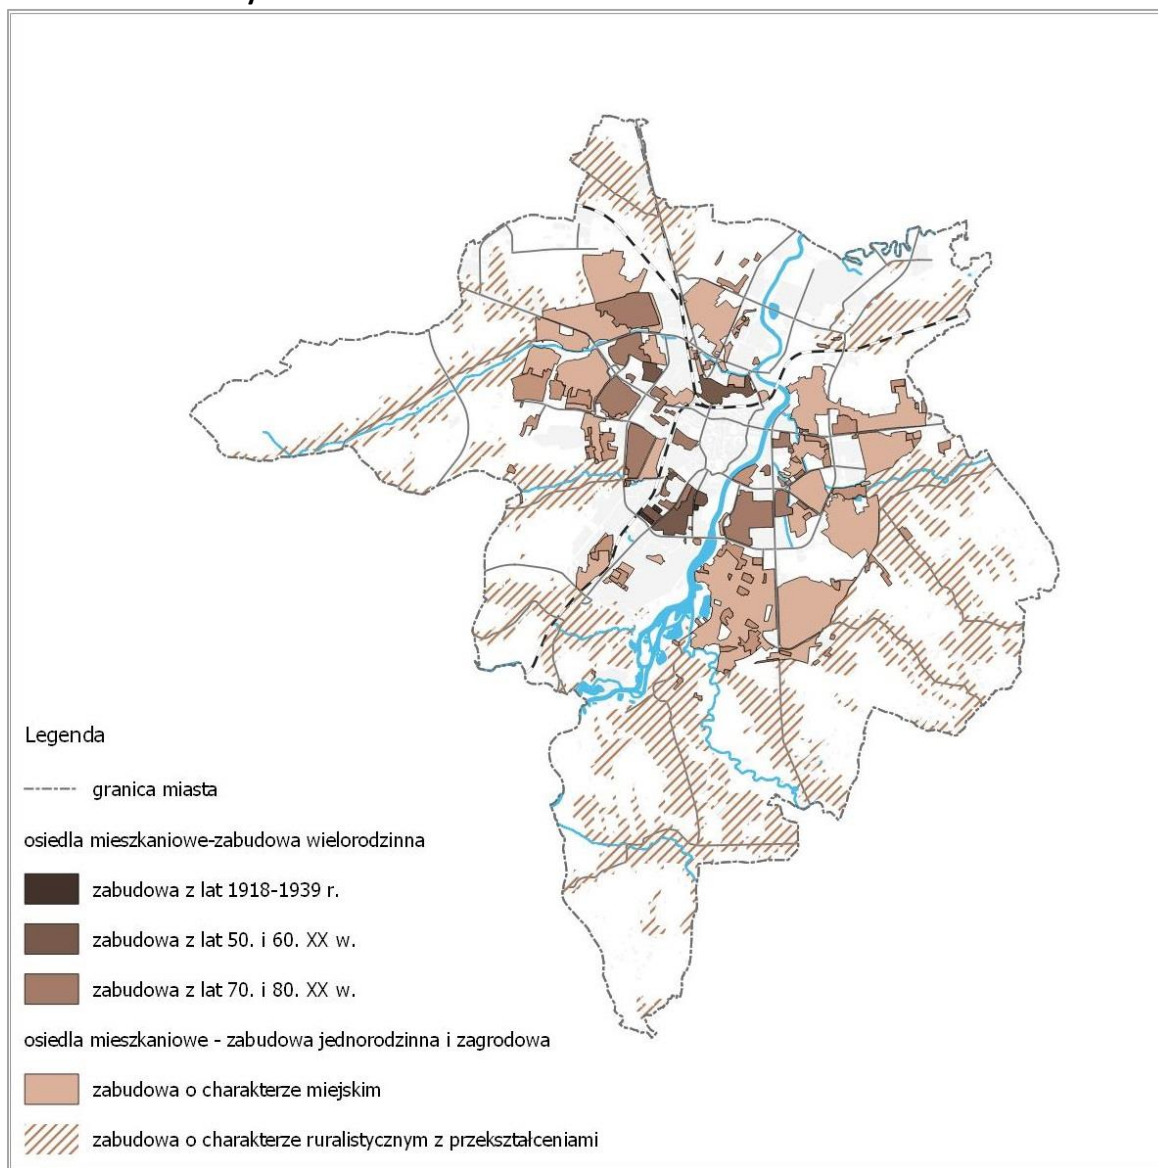 Legenda
granica miasta
osiedla mieszkaniowe-zabudowa wielorodzinna
zabudowa z lat 1918-1939 r.
zabudowa z lat 50. i 60. XX w.
zabudowa z lat 70. i 80. XX w.
osiedla mieszkaniowe - zabudowa jednorodzinna i zagrodowa
zabudowa o charakterze miejskim
zabudowa o charakterze ruralistycznym z przekształceniami